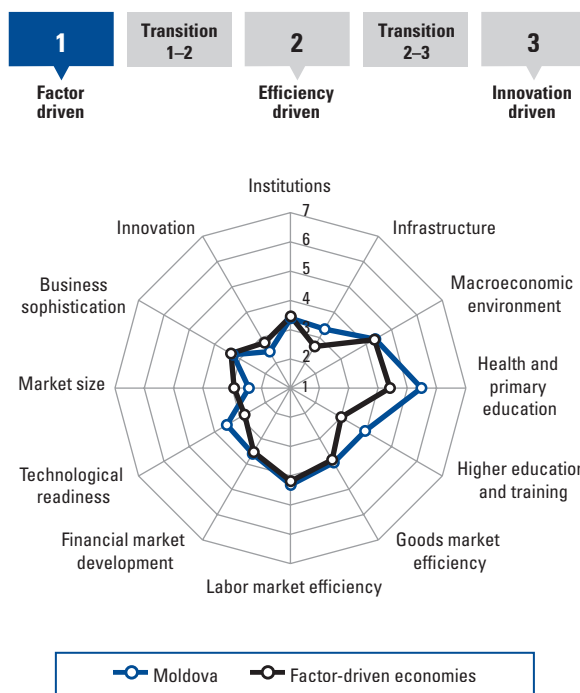 1
Transition
1–2
2
Transition
2–3
3
Factor
driven
Efficiency
driven
Innovation
driven
Institutions
Infrastructure
Macroeconomic
environment
Health and
primary
education
Higher education
and training
Goods market
efficiency
Labor market efficiency
Financial market
development
Technological
readiness
Market size
Business
sophistication
Innovation
7
6
5
4
3
2
1
Moldova
Factor-driven economies